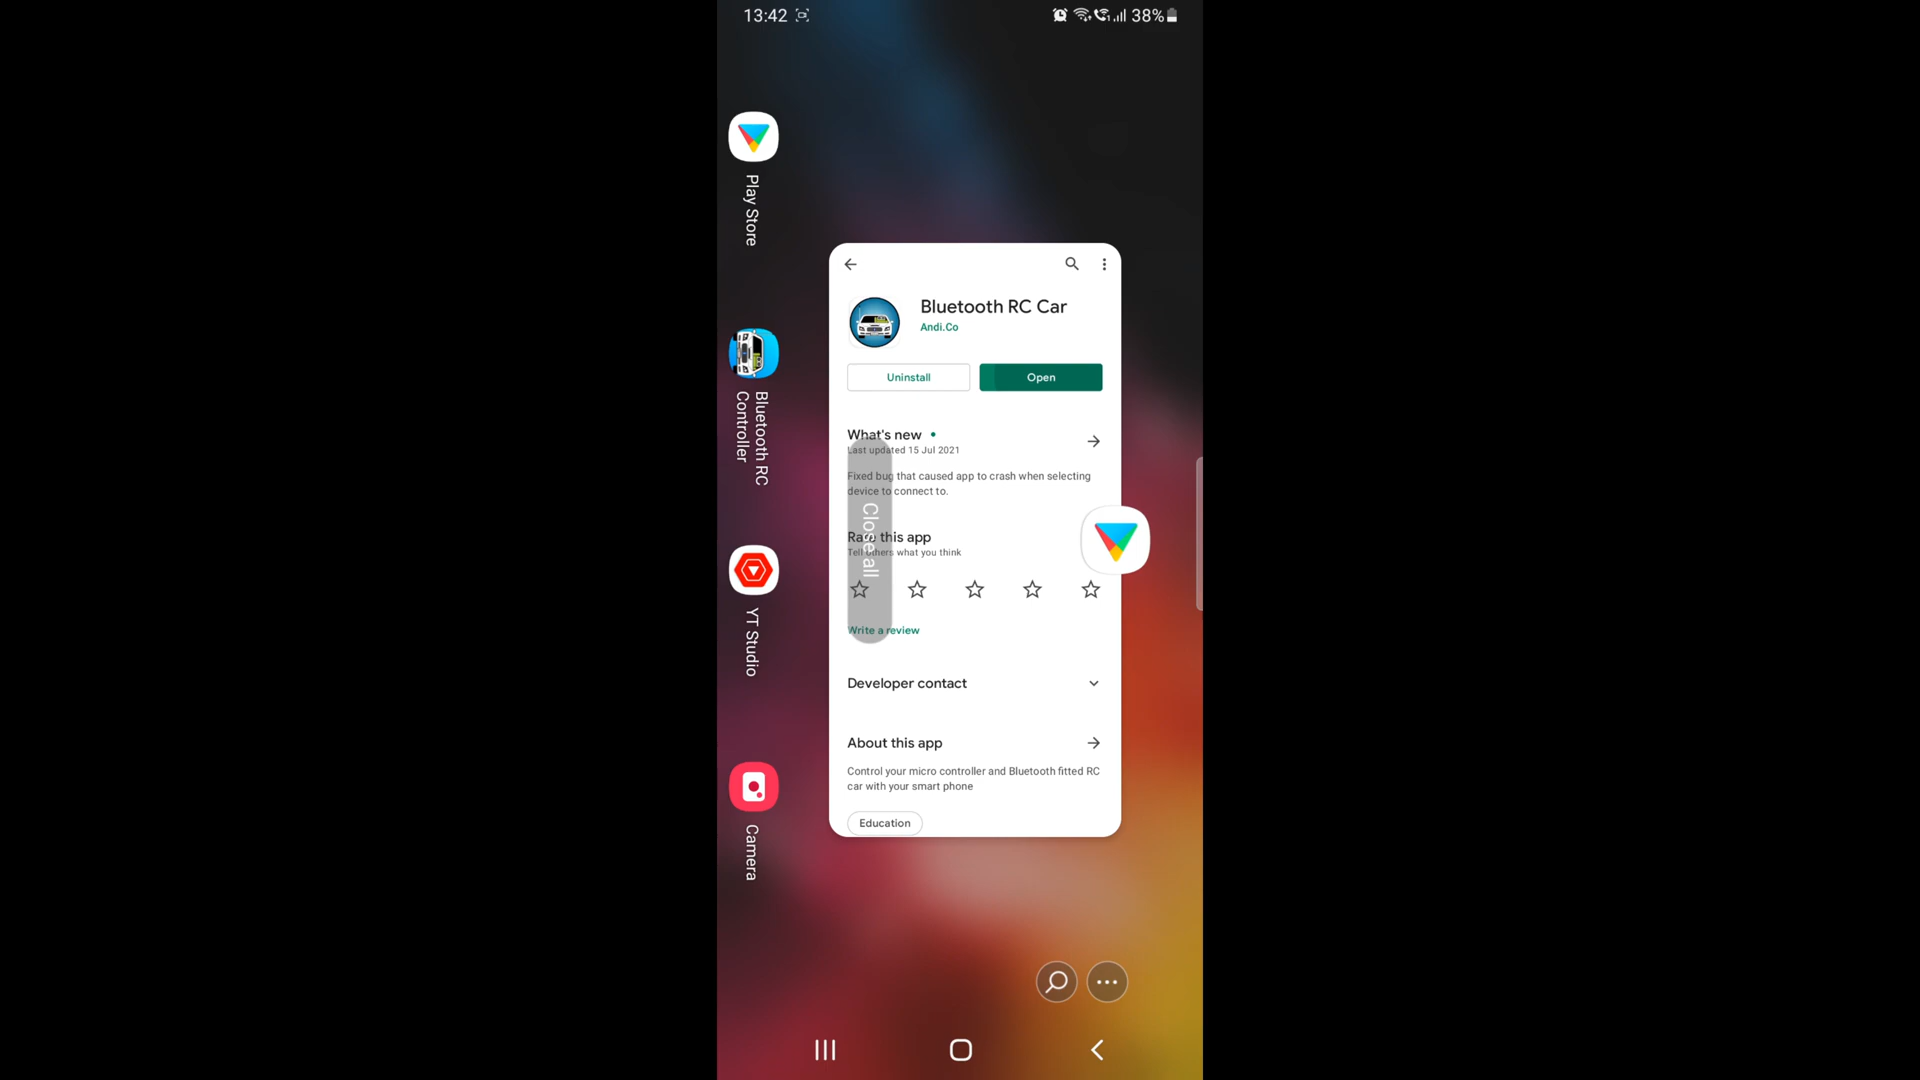 13:42
38%
Play Store
Bluetooth RC
Controller
YT Studio
Camera
Bluetooth RC Car
Andi.Co
Uninstall
Open
What's new
Last updated 15 Jul 2021
Fixed bug that caused app to crash when selecting
device to connect to.
Close all
Rate this app
Tell others what you think
Write a review
Developer contact
About this app
Control your micro controller and Bluetooth fitted RC
car with your smart phone
Education